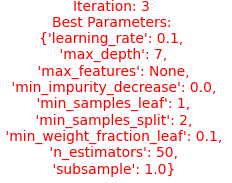 Iteration: 3
Best Parameters:
{'learning_rate': 0.1,
'max_depth': 7,
'max_features': None,
'min_impurity_decrease': 0.0,
'min_samples_leaf': 1,
'min_samples_split': 2,
'min_weight_fraction_leaf': 0.1,
'n_estimators': 50,
'subsample': 1.0}